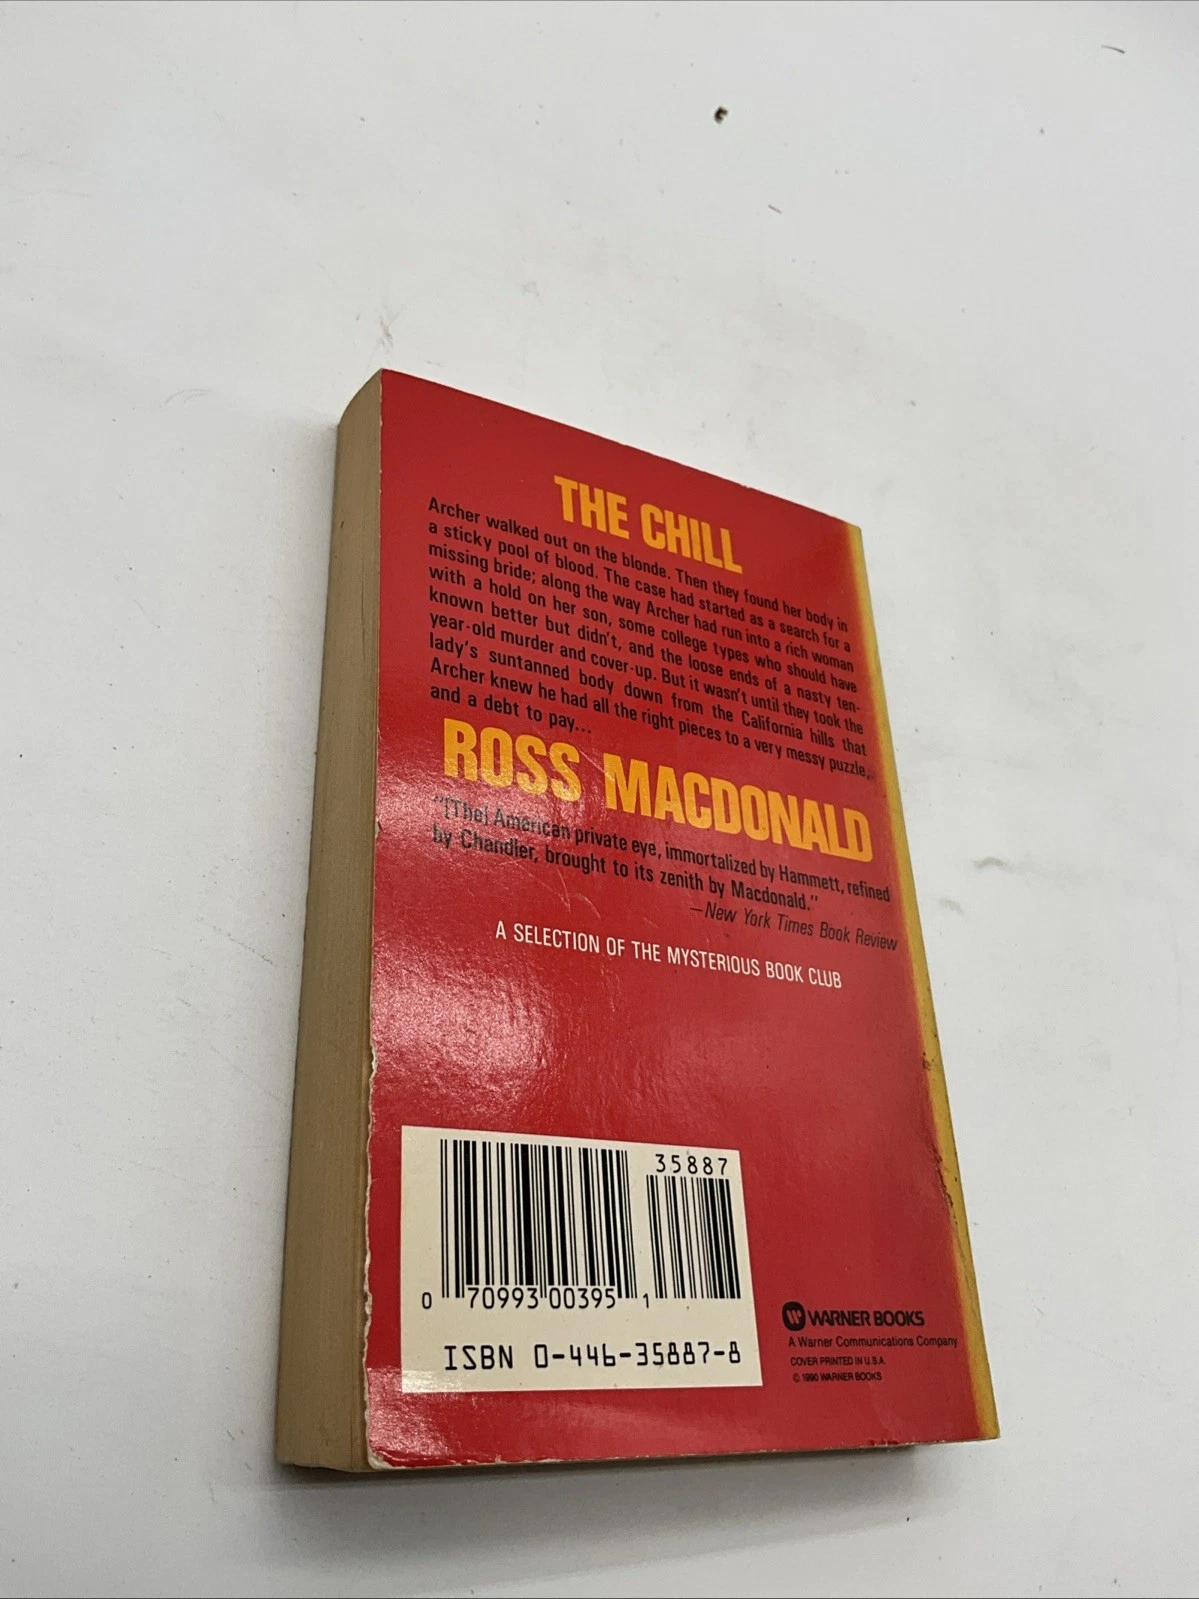 THE CHILL
Archer walked out on the blonde. Then they found her body in
a sticky pool of blood. The case had started as a search for a
missing bride; along the way Archer had run into a rich woman
with a hold on her son, some college types who should have
known better but didn't, and the loose ends of a nasty ten-
year-old murder and cover-up. But it wasn't until they took the
lady's suntanned body down from the California hills that
Archer knew he had all the right pieces to a very messy puzzle,
and a debt to pay...
ROSS MACDONALD
"[The] American private eye, immortalized by Hammett, refined
by Chandler, brought to its zenith by Macdonald."
—New York Times Book Review
A SELECTION OF THE MYSTERIOUS BOOK CLUB
35887
0 70993 00395 1
ISBN 0-446-35887-8
WARNER BOOKS
A Warner Communications Company
COVER PRINTED IN U.S.A.
© 1990 WARNER BOOKS